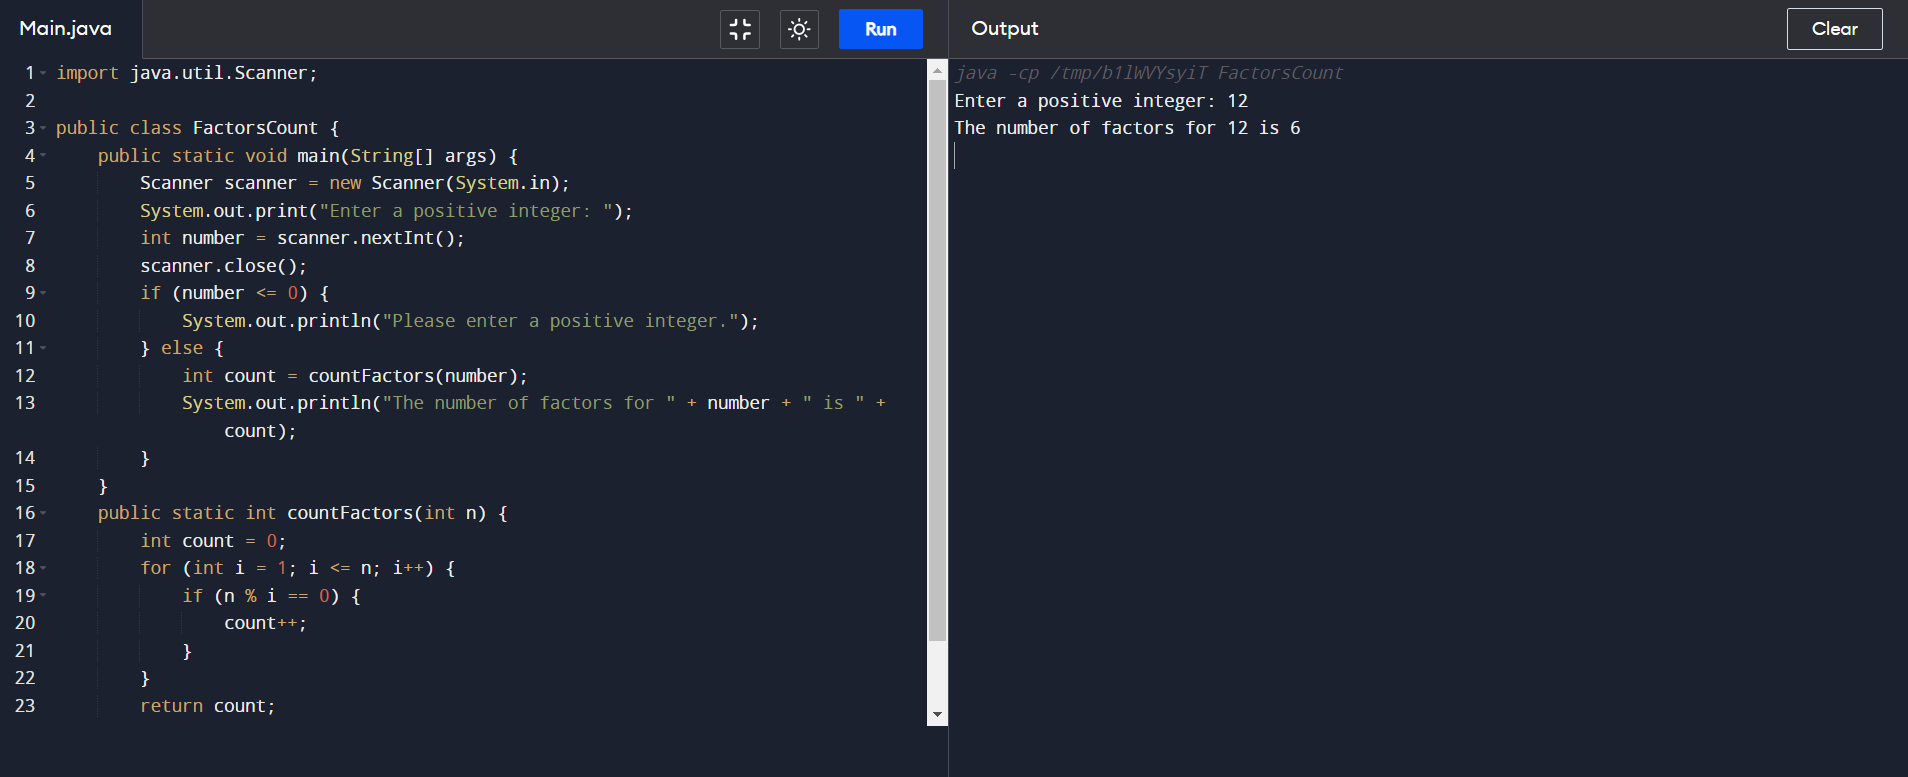 Main.java
Run
1 import java.util.Scanner;
2
3 public class FactorsCount {
4     public static void main(String[] args) {
5         Scanner scanner = new Scanner(System.in);
6         System.out.print("Enter a positive integer: ");
7         int number = scanner.nextInt();
8         scanner.close();
9         if (number <= 0) {
10             System.out.println("Please enter a positive integer.");
11         } else {
12             int count = countFactors(number);
13             System.out.println("The number of factors for " + number + " is " +
                count);
14         }
15     }
16     public static int countFactors(int n) {
17         int count = 0;
18         for (int i = 1; i <= n; i++) {
19             if (n % i == 0) {
20                 count++;
21             }
22         }
23         return count;
Output
Clear
java -cp /tmp/b1lWVYsyiT FactorsCount
Enter a positive integer: 12
The number of factors for 12 is 6